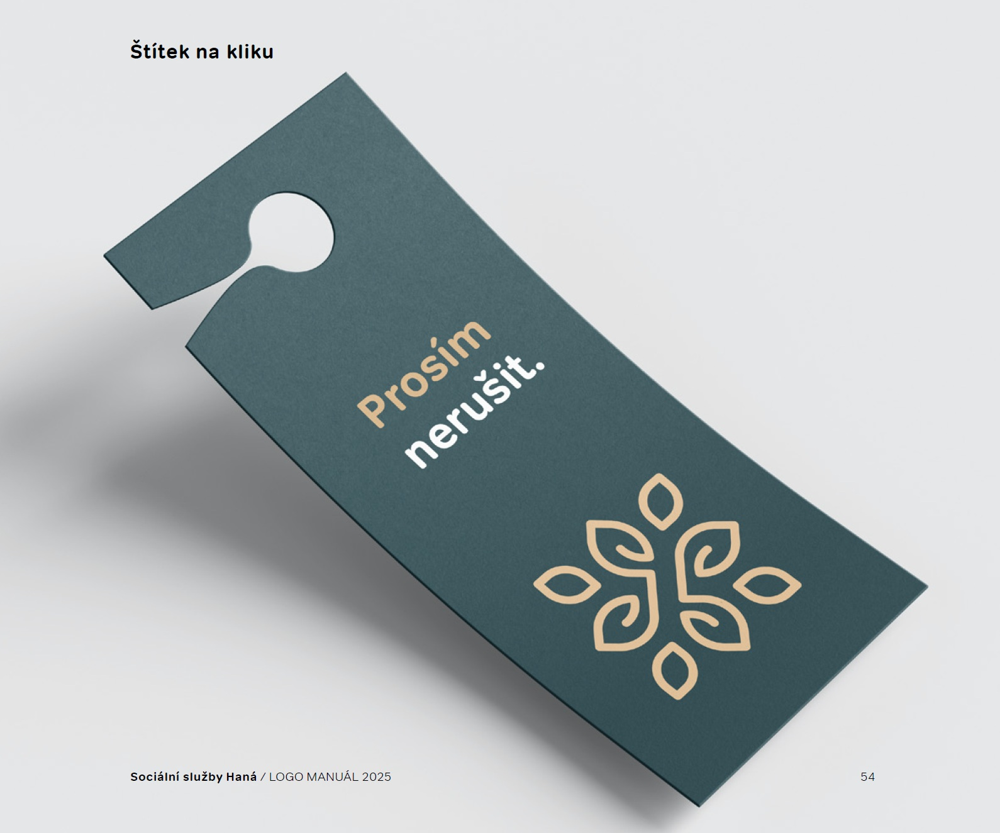 Štítek na kliku
Prosím
nerušit.
Sociální služby Haná / LOGO MANUÁL 2025
54